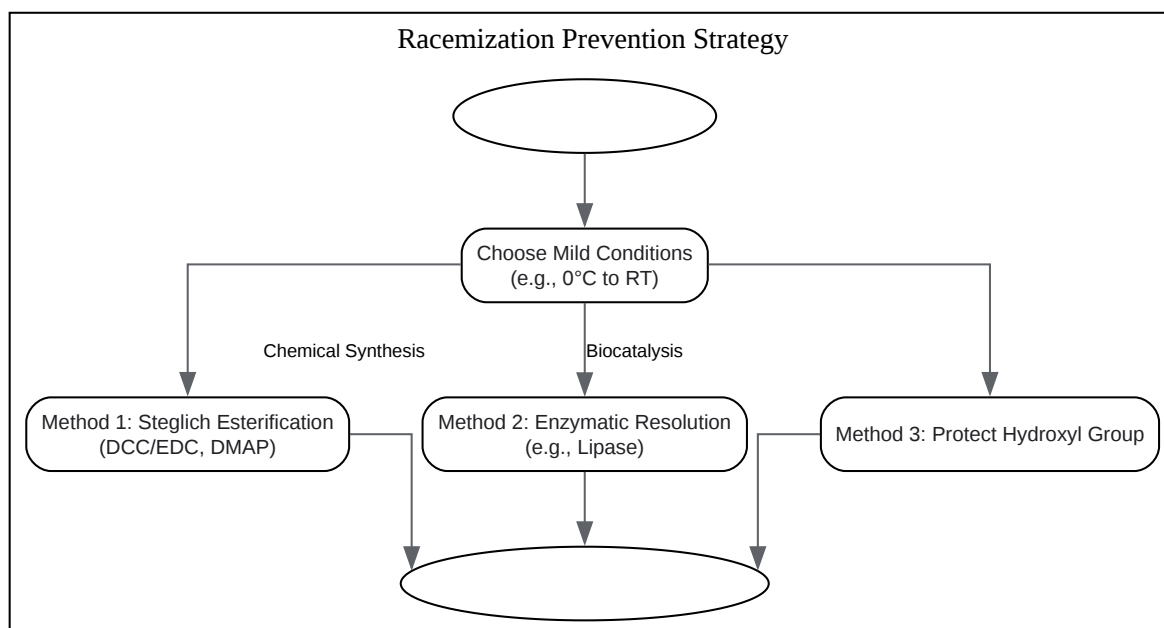 Racemization Prevention Strategy
Choose Mild Conditions
(e.g., 0°C to RT)
Chemical Synthesis
Biocatalysis
Method 1: Steglich Esterification
(DCC/EDC, DMAP)
Method 2: Enzymatic Resolution
(e.g., Lipase)
Method 3: Protect Hydroxyl Group